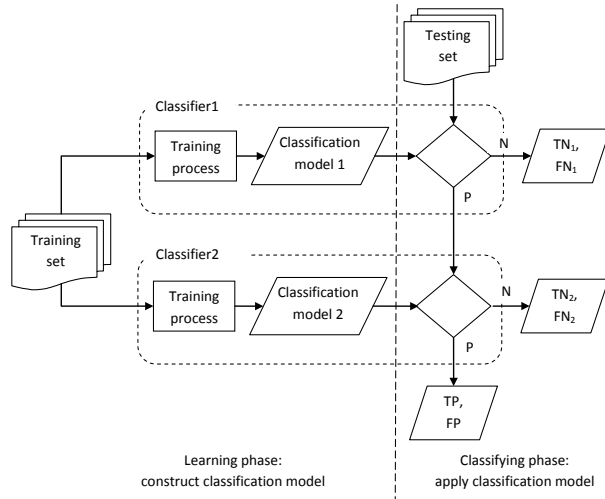 Testing
set
Classifier1
Training
process
Classification
model 1
N
TN1,
FN1
P
Training
set
Classifier2
Training
process
Classification
model 2
N
TN2,
FN2
P
TP,
FP
Learning phase:
construct classification model
Classifying phase:
apply classification model